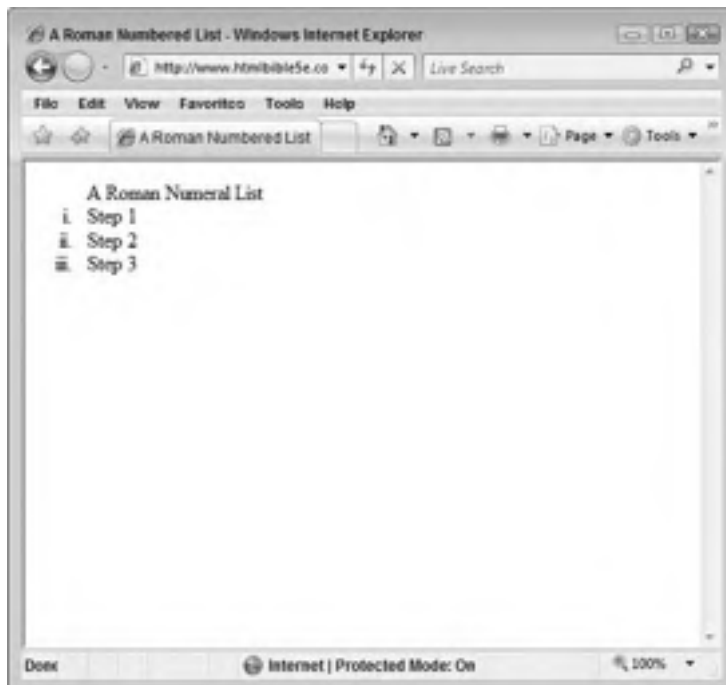 A Roman Numbered List - Windows Internet Explorer
http://www.htmlbible5e.co Live Search
File Edit View Favorites Tools Help
A Roman Numbered List Page Tools
A Roman Numeral List
i. Step 1
ii. Step 2
iii. Step 3
Done Internet | Protected Mode: On 100%